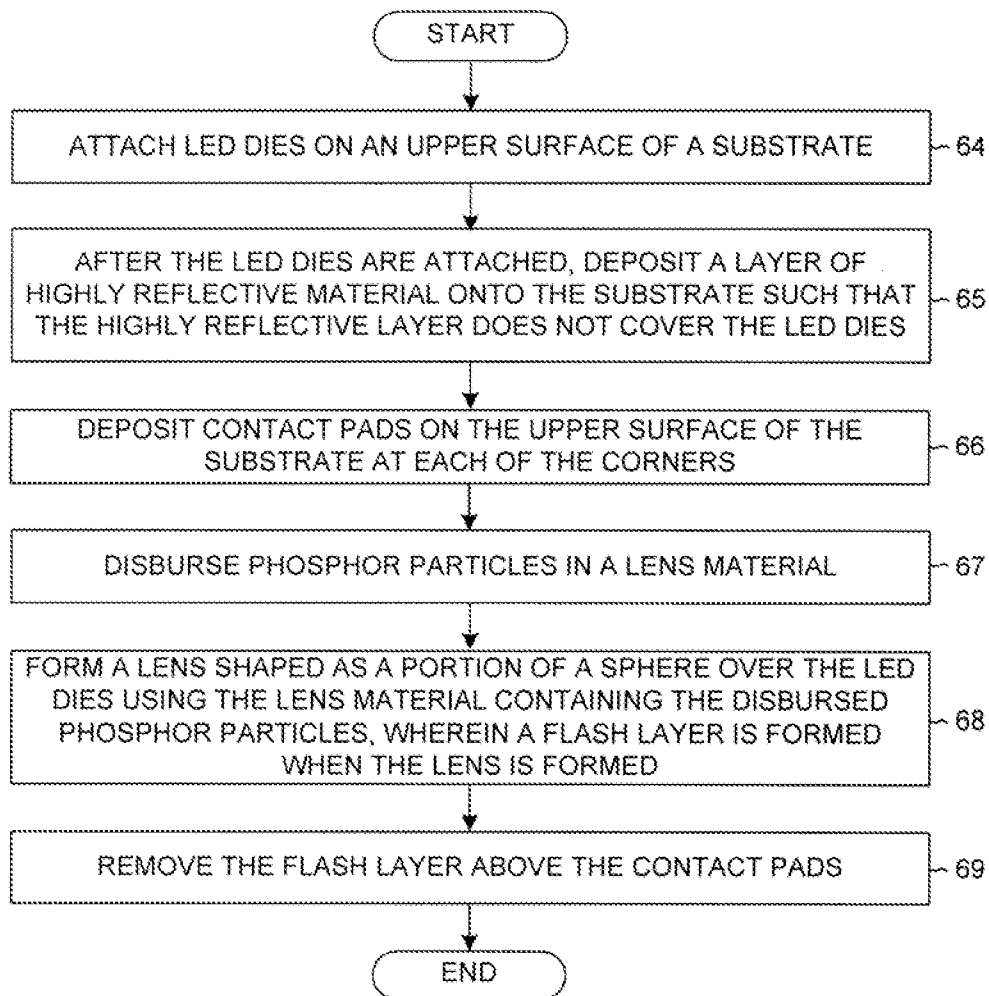 START
ATTACH LED DIES ON AN UPPER SURFACE OF A SUBSTRATE
64
AFTER THE LED DIES ARE ATTACHED, DEPOSIT A LAYER OF
HIGHLY REFLECTIVE MATERIAL ONTO THE SUBSTRATE SUCH THAT
THE HIGHLY REFLECTIVE LAYER DOES NOT COVER THE LED DIES
65
DEPOSIT CONTACT PADS ON THE UPPER SURFACE OF THE
SUBSTRATE AT EACH OF THE CORNERS
66
DISBURSE PHOSPHOR PARTICLES IN A LENS MATERIAL
67
FORM A LENS SHAPED AS A PORTION OF A SPHERE OVER THE LED
DIES USING THE LENS MATERIAL CONTAINING THE DISBURSED
PHOSPHOR PARTICLES, WHEREIN A FLASH LAYER IS FORMED
WHEN THE LENS IS FORMED
68
REMOVE THE FLASH LAYER ABOVE THE CONTACT PADS
69
END